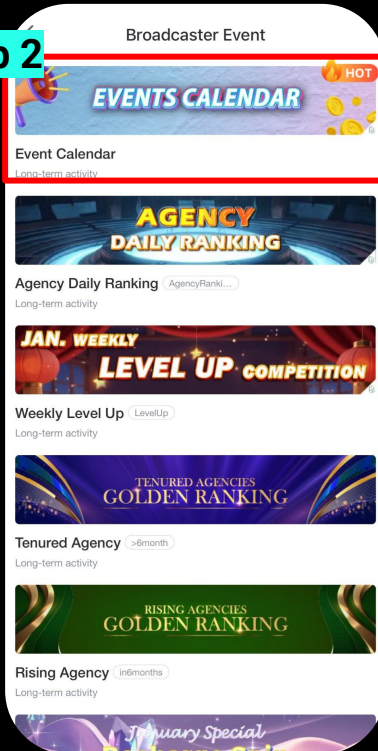 Broadcaster Event
2
HOT
EVENTS CALENDAR
Event Calendar
Long-term activity
AGENCY
DAILY RANKING
Agency Daily Ranking AgencyRanki...
Long-term activity
JAN. WEEKLY
LEVEL UP COMPETITION
Weekly Level Up LevelUp
Long-term activity
TENURED AGENCIES
GOLDEN RANKING
Tenured Agency >6month
Long-term activity
RISING AGENCIES
GOLDEN RANKING
Rising Agency in6months
Long-term activity
January Special